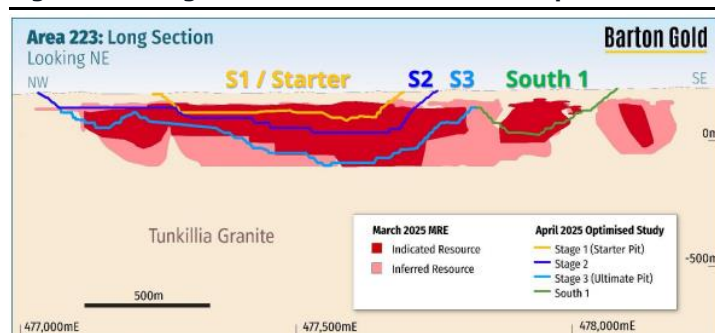 Area 223: Long Section
Looking NE
Barton Gold
NW
S1 / Starter
S2
S3
South 1
SE
0m
March 2025 MRE
Indicated Resource
Inferred Resource
April 2025 Optimised Study
Stage 1 (Starter Pit)
Stage 2
Stage 3 (Ultimate Pit)
South 1
Tunkillia Granite
-500m
500m
477,000mE
477,500mE
478,000mE